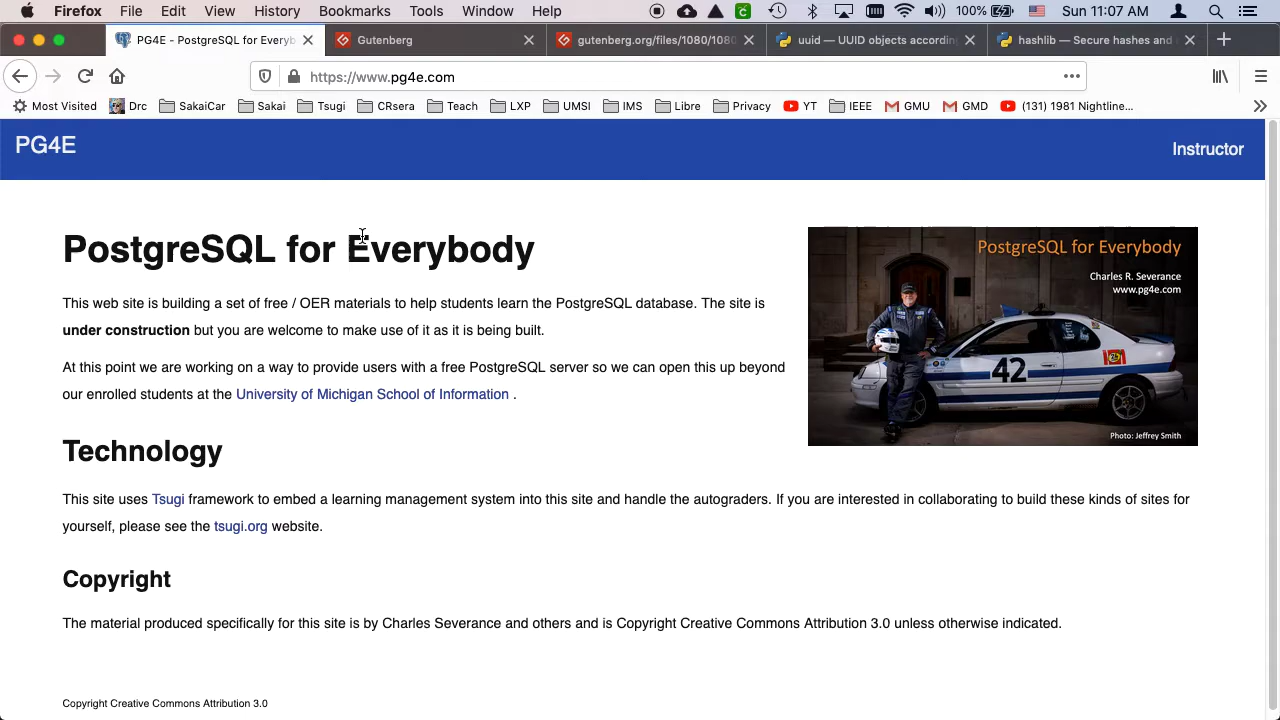 Firefox File Edit View History Bookmarks Tools Window Help 100% Sun 11:07 AM
PG4E - PostgreSQL for Everyb Gutenberg gutenberg.org/files/1080/1080 uuid — UUID objects accordin hashlib — Secure hashes and
https://www.pg4e.com
Most Visited Drc SakaiCar Sakai Tsugi CRsera Teach LXP UMSI IMS Libre Privacy YT IEEE GMU GMD (131) 1981 Nightline...
PG4E Instructor
PostgreSQL for Everybody
This web site is building a set of free / OER materials to help students learn the PostgreSQL database. The site is
under construction but you are welcome to make use of it as it is being built.
At this point we are working on a way to provide users with a free PostgreSQL server so we can open this up beyond
our enrolled students at the University of Michigan School of Information .
PostgreSQL for Everybody
Charles R. Severance
www.pg4e.com
42
Photo: Jeffrey Smith
Technology
This site uses Tsugi framework to embed a learning management system into this site and handle the autograders. If you are interested in collaborating to build these kinds of sites for
yourself, please see the tsugi.org website.
Copyright
The material produced specifically for this site is by Charles Severance and others and is Copyright Creative Commons Attribution 3.0 unless otherwise indicated.
Copyright Creative Commons Attribution 3.0